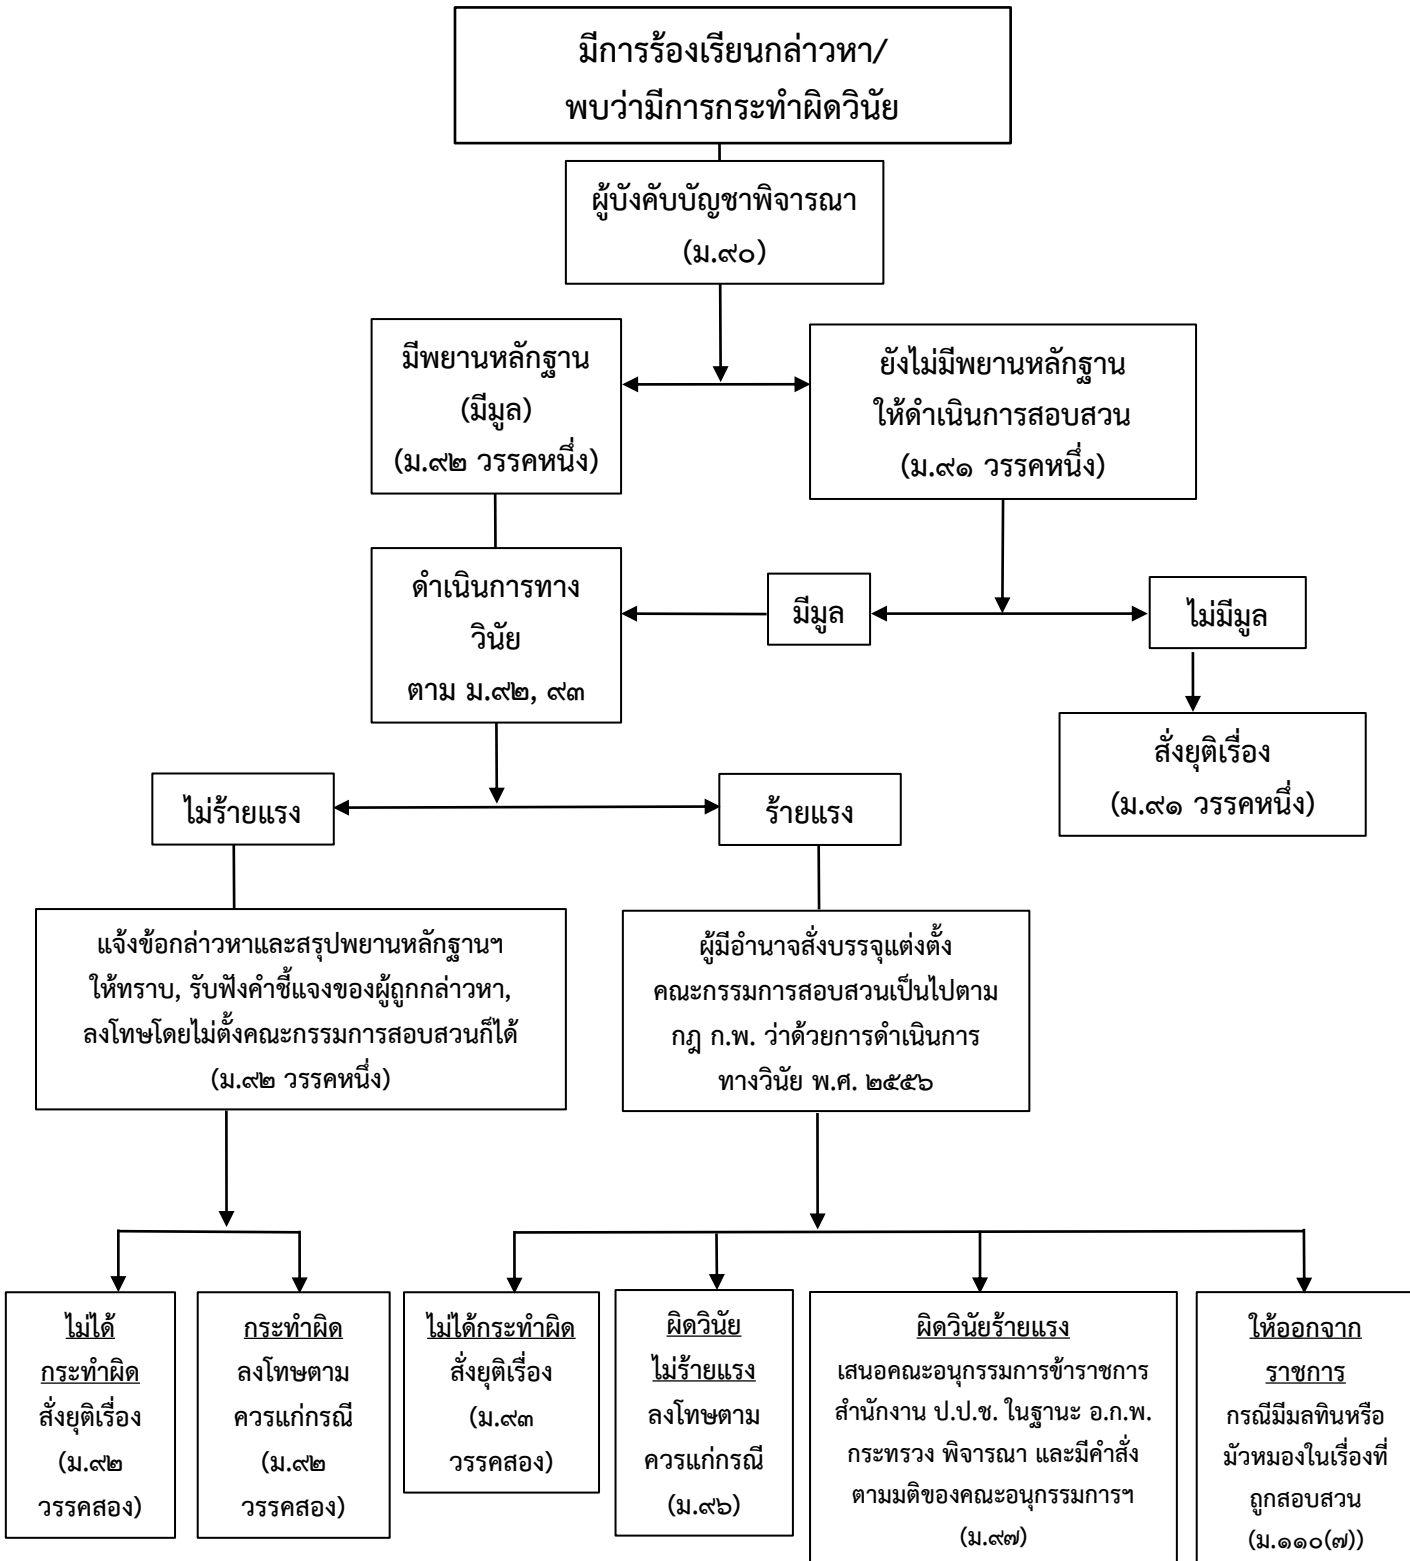 มีการร้องเรียนกล่าวหา/
พบว่ามีการกระทำผิดวินัย
ผู้บังคับบัญชาพิจารณา
(ม.๙๐)
มีพยานหลักฐาน
(มีมูล)
(ม.๙๒ วรรคหนึ่ง)
ยังไม่มีพยานหลักฐาน
ให้ดำเนินการสอบสวน
(ม.๙๑ วรรคหนึ่ง)
ดำเนินการทาง
วินัย
ตาม ม.๙๒, ๙๓
มีมูล
ไม่มีมูล
สั่งยุติเรื่อง
(ม.๙๑ วรรคหนึ่ง)
ไม่ร้ายแรง
ร้ายแรง
แจ้งข้อกล่าวหาและสรุปพยานหลักฐานฯ
ให้ทราบ, รับฟังคำชี้แจงของผู้ถูกกล่าวหา,
ลงโทษโดยไม่ตั้งคณะกรรมการสอบสวนก็ได้
(ม.๙๒ วรรคหนึ่ง)
ผู้มีอำนาจสั่งบรรจุแต่งตั้ง
คณะกรรมการสอบสวนเป็นไปตาม
กฎ ก.พ. ว่าด้วยการดำเนินการ
ทางวินัย พ.ศ. ๒๕๕๖
ไม่ได้
กระทำผิด
สั่งยุติเรื่อง
(ม.๙๒
วรรคสอง)
กระทำผิด
ลงโทษตาม
ควรแก่กรณี
(ม.๙๒
วรรคสอง)
ไม่ได้กระทำผิด
สั่งยุติเรื่อง
(ม.๙๓
วรรคสอง)
ผิดวินัย
ไม่ร้ายแรง
ลงโทษตาม
ควรแก่กรณี
(ม.๙๖)
ผิดวินัยร้ายแรง
เสนอคณะอนุกรรมการข้าราชการ
สำนักงาน ป.ป.ช. ในฐานะ อ.ก.พ.
กระทรวง พิจารณา และมีคำสั่ง
ตามมติของคณะอนุกรรมการฯ
(ม.๙๗)
ให้ออกจาก
ราชการ
กรณีมีมลทินหรือ
มัวหมองในเรื่องที่
ถูกสอบสวน
(ม.๑๑๐(๗))